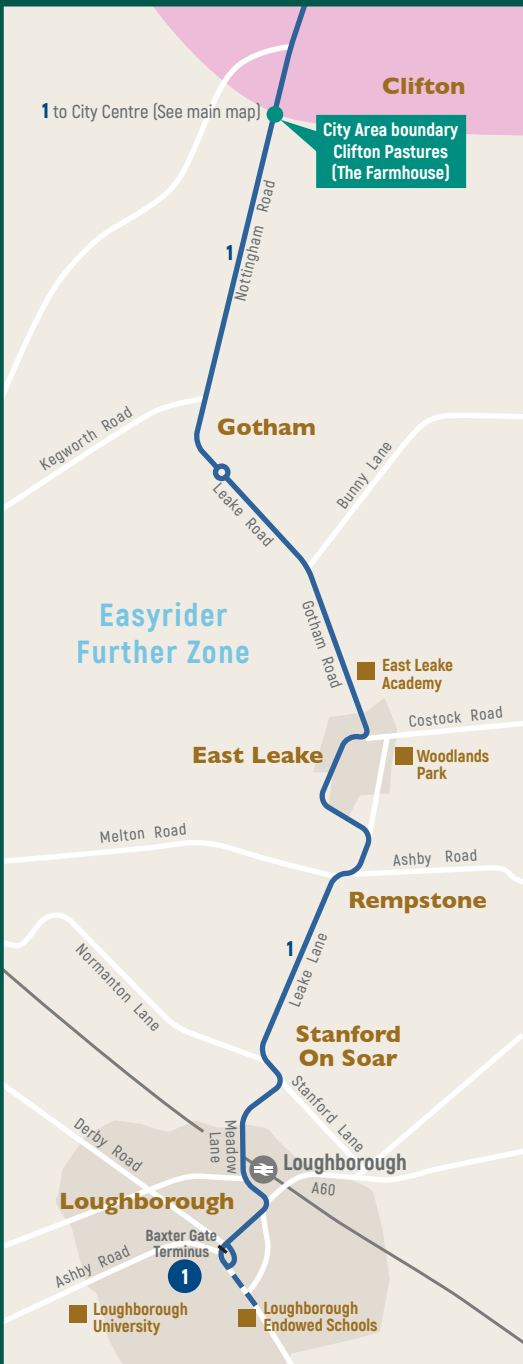 Clifton
1 to City Centre (See main map)
City Area boundary
Clifton Pastures
(The Farmhouse)
Nottingham Road
1
Gotham
Kegworth Road
Bunny Lane
Leake Road
Easyrider
Further Zone
Gotham Road
East Leake
Academy
Costock Road
East Leake
Woodlands
Park
Melton Road
Ashby Road
Rempstone
1
Leake Lane
Normanton Lane
Stanford
On Soar
Stanford Lane
Derby Road
Meadow
Lane
Loughborough
A60
Loughborough
Baxter Gate
Terminus
1
Ashby Road
Loughborough
University
Loughborough
Endowed Schools